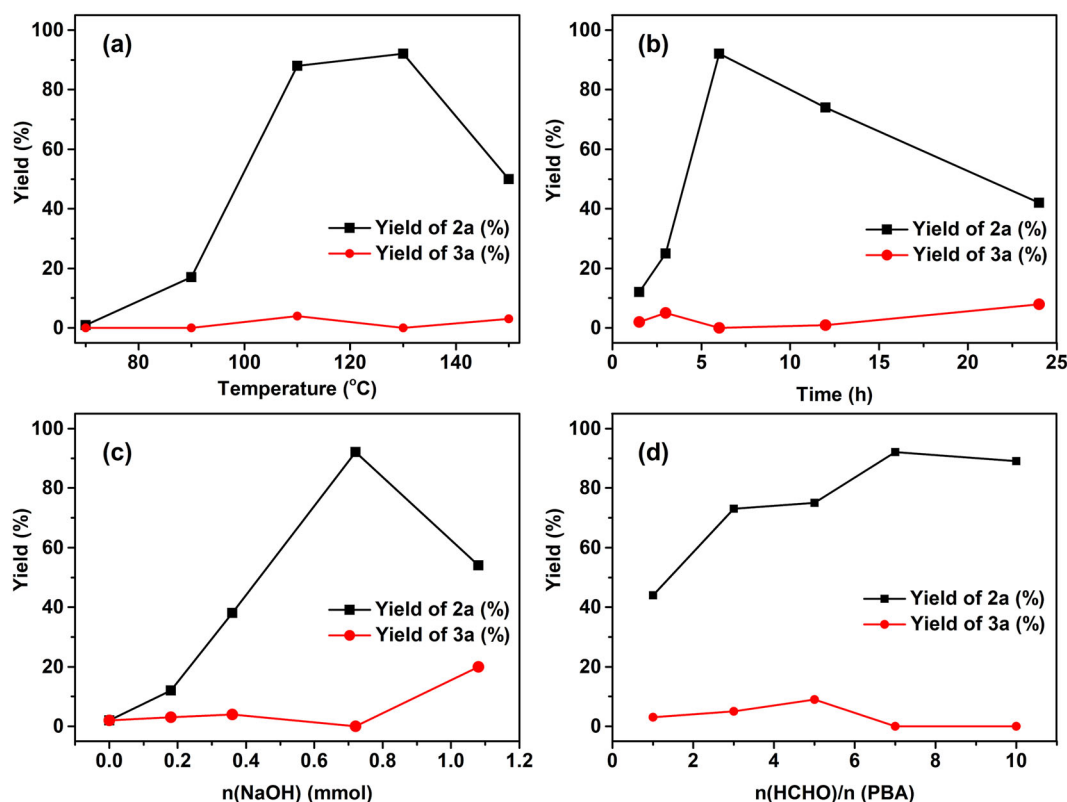 (a)
100
80
60
40
20
0
Yield (%)
Yield of 2a (%)
Yield of 3a (%)
80 100 120 140
Temperature (°C)
(b)
100
80
60
40
20
0
Yield (%)
Yield of 2a (%)
Yield of 3a (%)
0 5 10 15 20 25
Time (h)
(c)
100
80
60
40
20
0
Yield (%)
Yield of 2a (%)
Yield of 3a (%)
0.0 0.2 0.4 0.6 0.8 1.0 1.2
n(NaOH) (mmol)
(d)
100
80
60
40
20
0
Yield (%)
Yield of 2a (%)
Yield of 3a (%)
0 2 4 6 8 10
n(HCHO)/n (PBA)